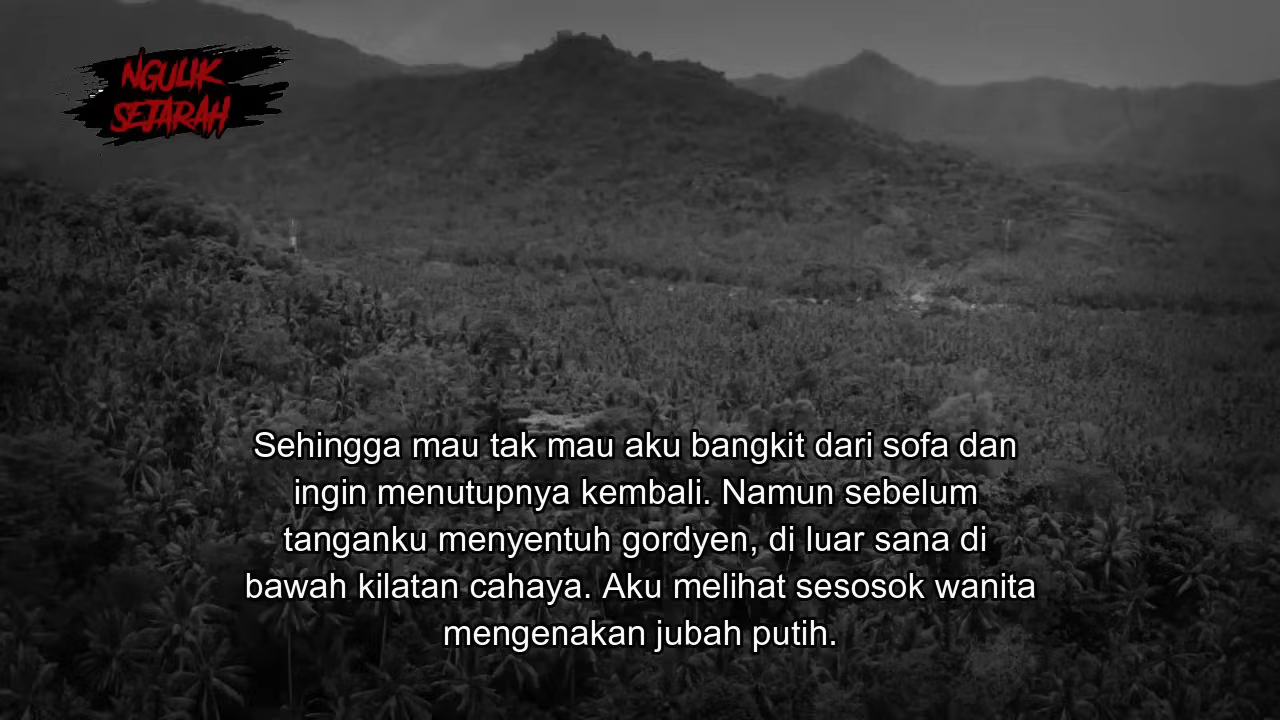 NGULIK
SEJARAH
Sehingga mau tak mau aku bangkit dari sofa dan
ingin menutupnya kembali. Namun sebelum
tanganku menyentuh gordyen, di luar sana di
bawah kilatan cahaya. Aku melihat sesosok wanita
mengenakan jubah putih.